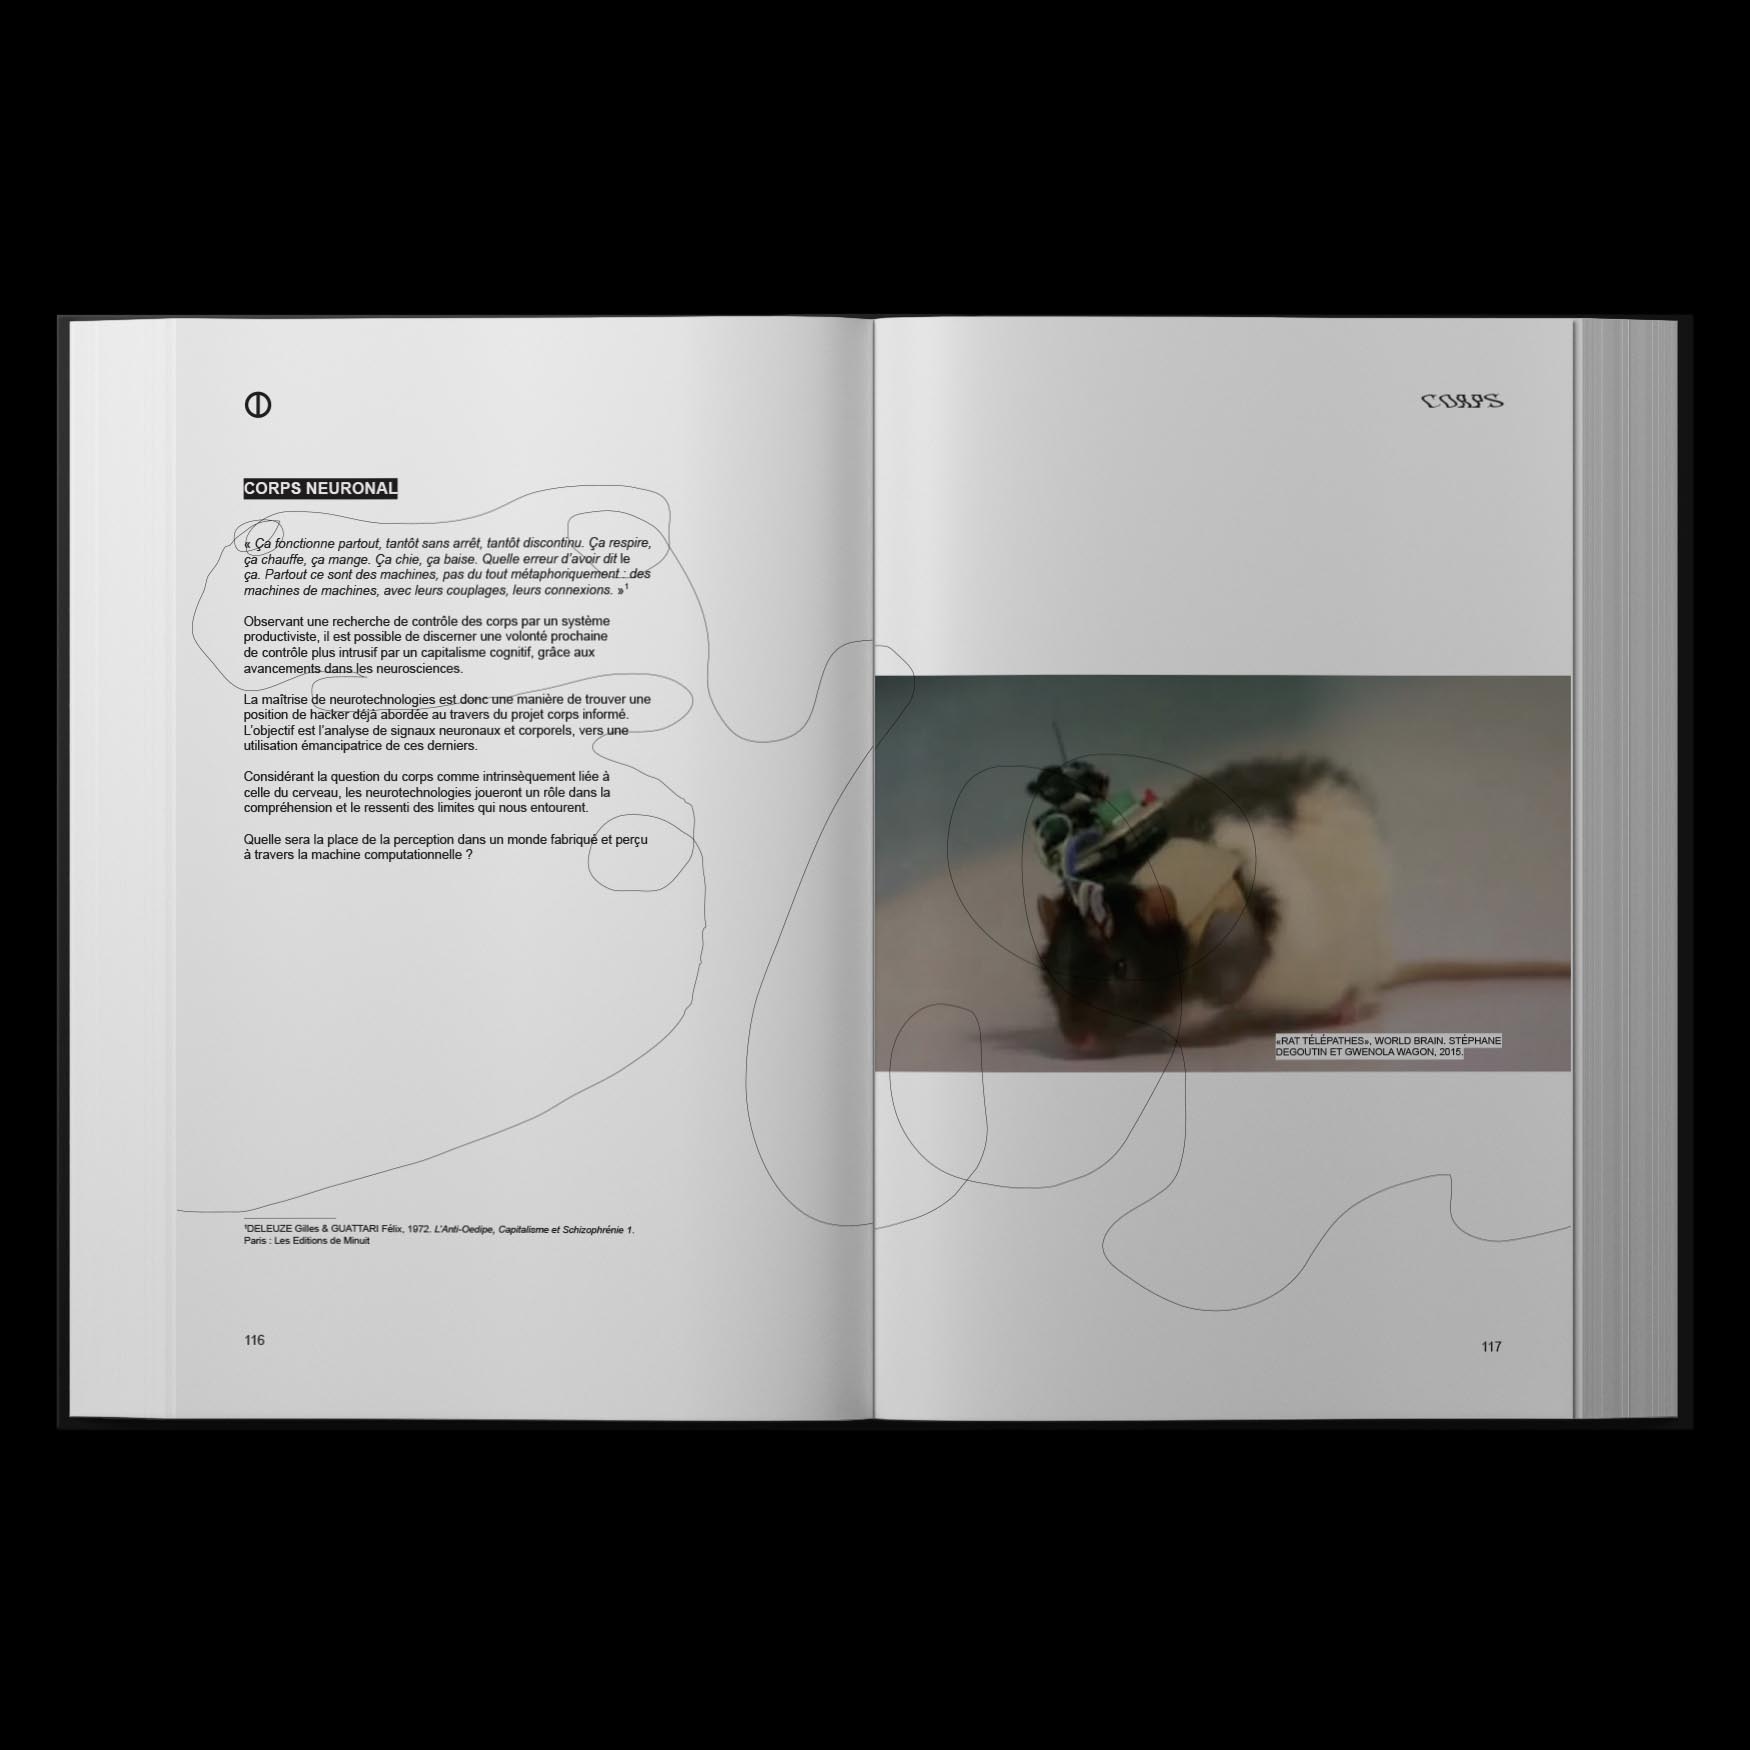 CORPS NEURONAL
« Ça fonctionne partout, tantôt sans arrêt, tantôt discontinu. Ça respire,
ça chauffe, ça mange. Ça chie, ça baise. Quelle erreur d’avoir dit le
ça. Partout ce sont des machines, pas du tout métaphoriquement : des
machines de machines, avec leurs couplages, leurs connexions. »¹
Observant une recherche de contrôle des corps par un système
productiviste, il est possible de discerner une volonté prochaine
de contrôle plus intrusif par un capitalisme cognitif, grâce aux
avancements dans les neurosciences.
La maîtrise de neurotechnologies est donc une manière de trouver une
position de hacker déjà abordée au travers du projet corps informé.
L’objectif est l’analyse de signaux neuronaux et corporels, vers une
utilisation émancipatrice de ces derniers.
Considérant la question du corps comme intrinsèquement liée à
celle du cerveau, les neurotechnologies joueront un rôle dans la
compréhension et le ressenti des limites qui nous entourent.
Quelle sera la place de la perception dans un monde fabriqué et perçu
à travers la machine computationnelle ?
¹DELEUZE Gilles & GUATTARI Félix, 1972. L’Anti-Oedipe, Capitalisme et Schizophrénie 1.
Paris : Les Editions de Minuit
116
CORPS
«RAT TÉLÉPATHES», WORLD BRAIN. STÉPHANE
DEGOUTIN ET GWENOLA WAGON, 2015.
117